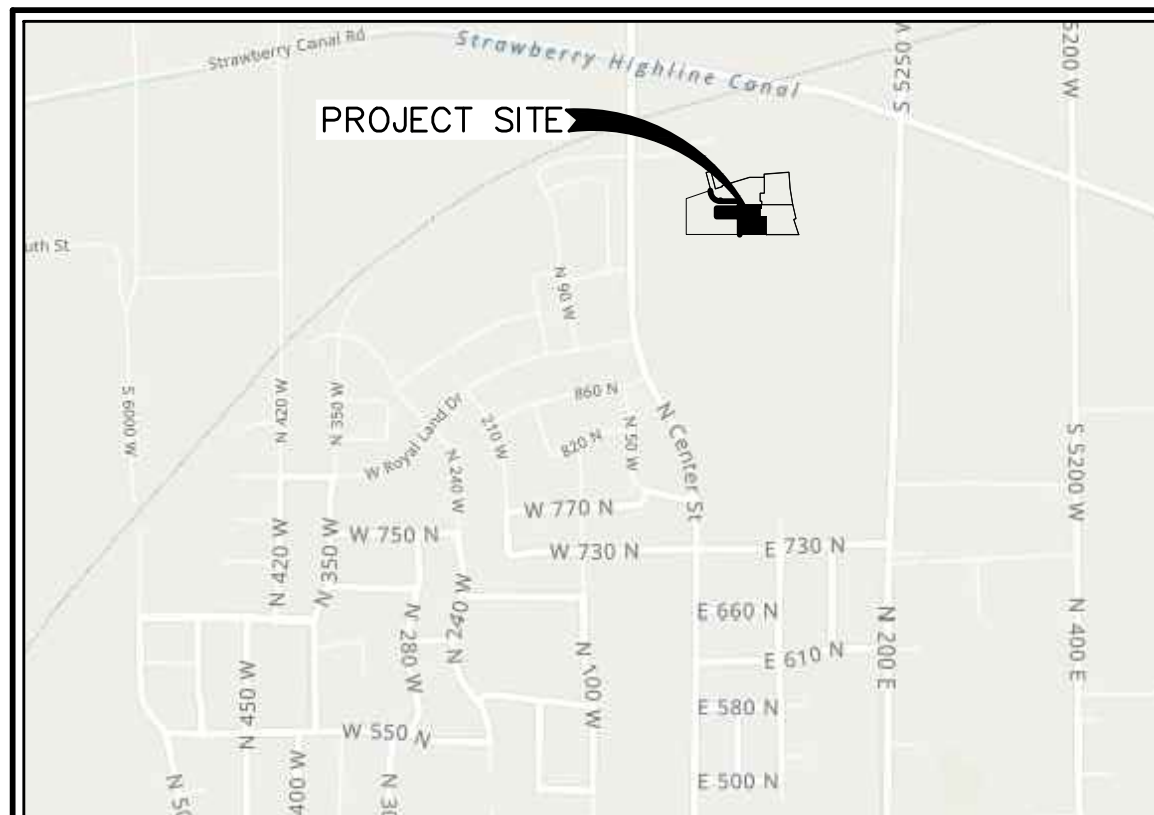 Strawberry Canal Rd
Strawberry Highline Canal
S 5250 W
5200 W
PROJECT SITE
uth St
N 90 W
S 6000 W
N 420 W
N 350 W
W Royal Land Dr
N 240 W
210 W
860 N
820 N
N 50 W
N Center St
S 5200 W
W 770 N
W 750 N
W 730 N
E 730 N
N 420 W
N 350 W
N 280 W
N 240 W
N 100 W
E 660 N
N 200 E
N 400 E
E 610 N
N 450 W
W 550 N
E 580 N
E 500 N
400 W